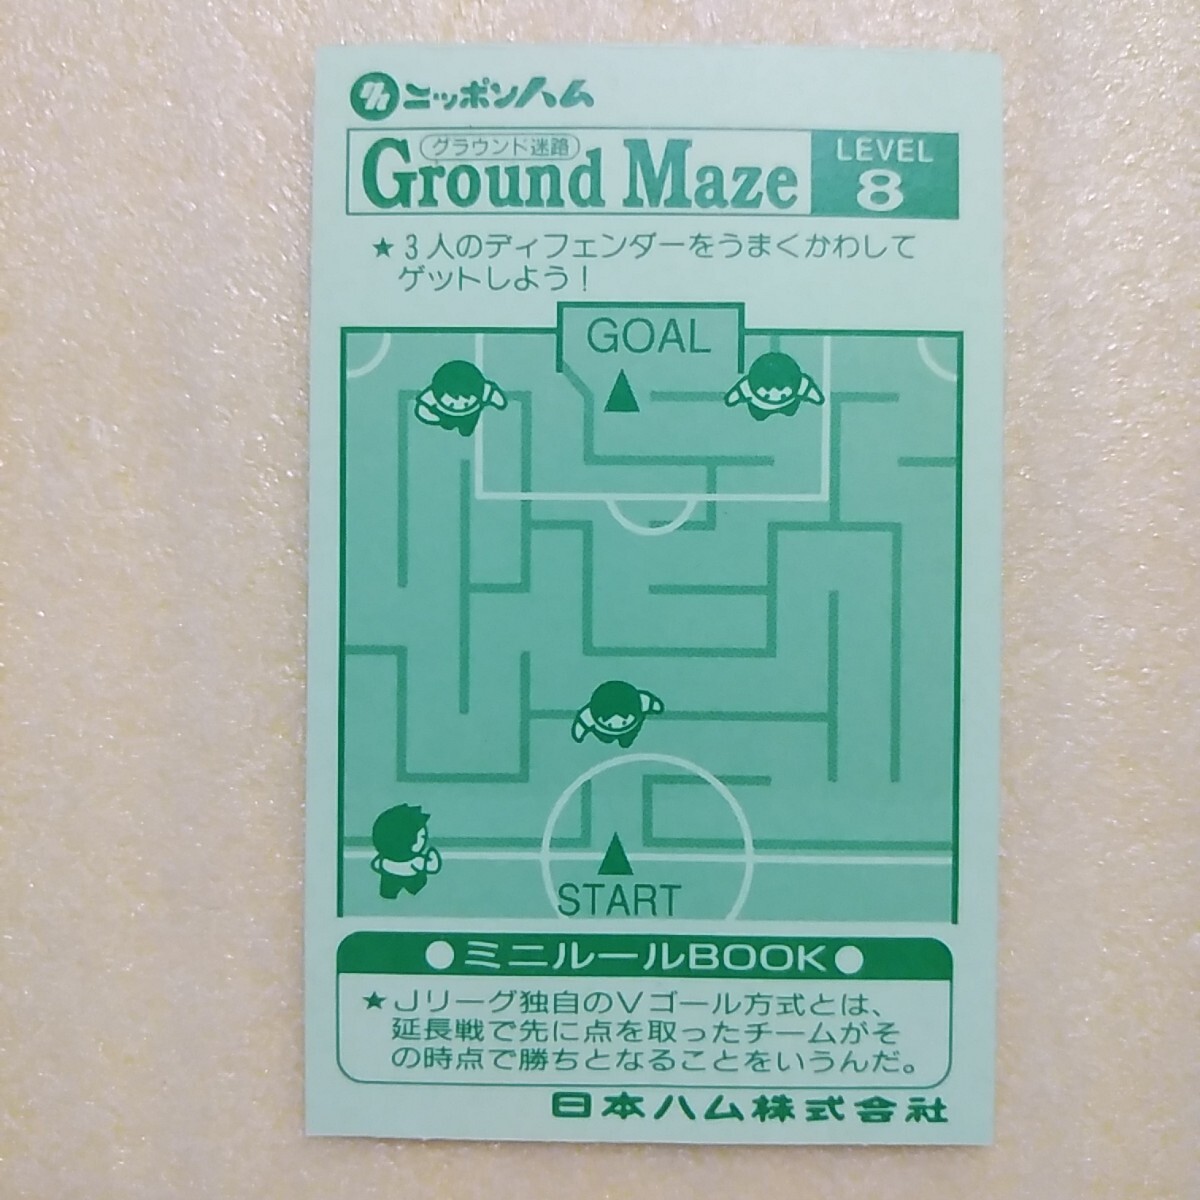 ニッポンハム
グラウンド迷路
Ground Maze
LEVEL
8
★3人のディフェンダーをうまくかわして
ゲットしよう！
GOAL
START
●ミニルールBOOK●
★Jリーグ独自のVゴール方式とは、
延長戦で先に点を取ったチームがそ
の時点で勝ちとなることをいうんだ。
日本ハム株式会社